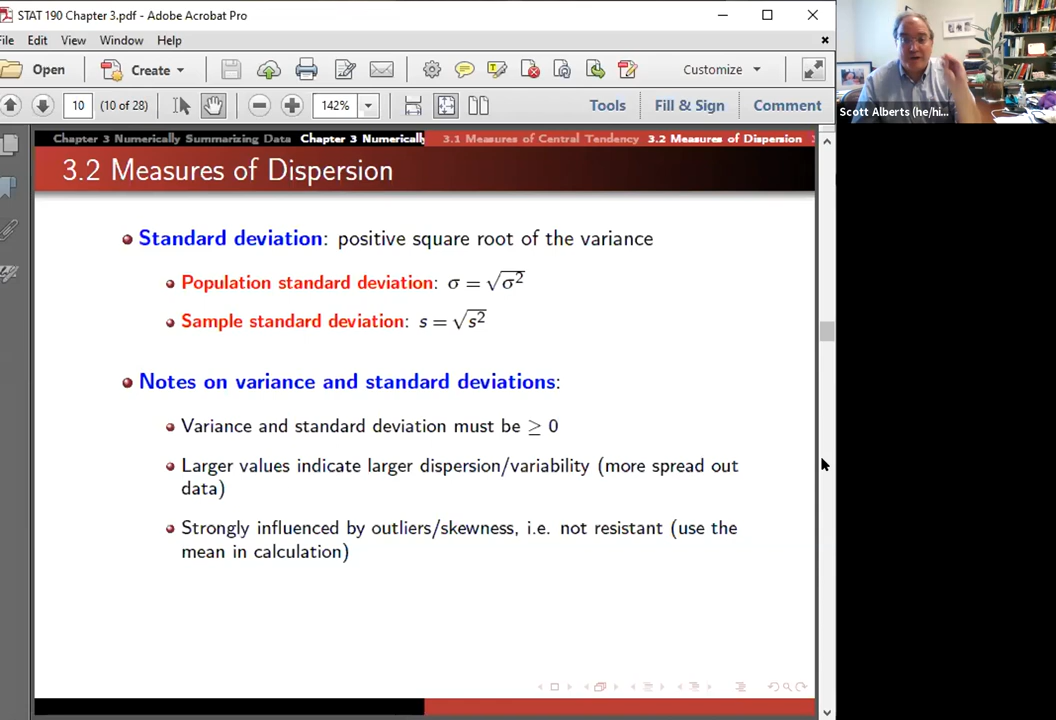 STAT 190 Chapter 3.pdf - Adobe Acrobat Pro
File Edit View Window Help
Open Create Customize
10 (10 of 28) 142% Tools Fill & Sign Comment
Scott Alberts (he/hi...
Chapter 3 Numerically Summarizing Data Chapter 3 Numerically 3.1 Measures of Central Tendency 3.2 Measures of Dispersion
3.2 Measures of Dispersion
Standard deviation: positive square root of the variance
Population standard deviation: σ = √σ²
Sample standard deviation: s = √s²
Notes on variance and standard deviations:
Variance and standard deviation must be ≥ 0
Larger values indicate larger dispersion/variability (more spread out
data)
Strongly influenced by outliers/skewness, i.e. not resistant (use the
mean in calculation)